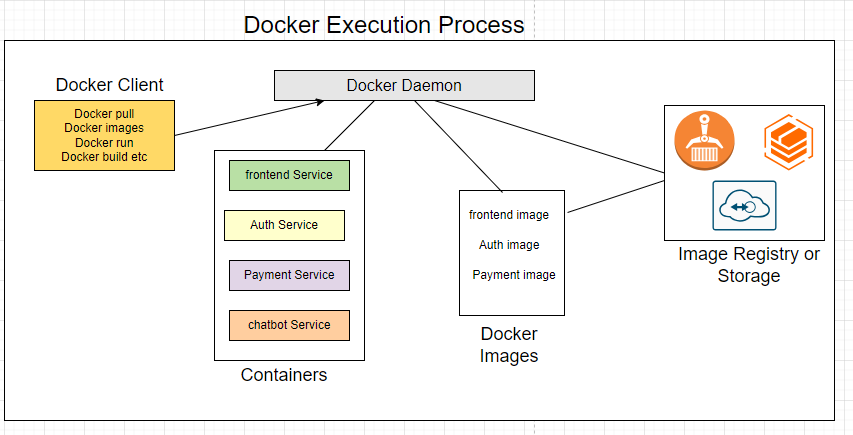 Docker Execution Process
Docker Client
Docker pull
Docker images
Docker run
Docker build etc
Docker Daemon
frontend Service
Auth Service
Payment Service
chatbot Service
Containers
frontend image
Auth image
Payment image
Docker
Images
Image Registry or
Storage